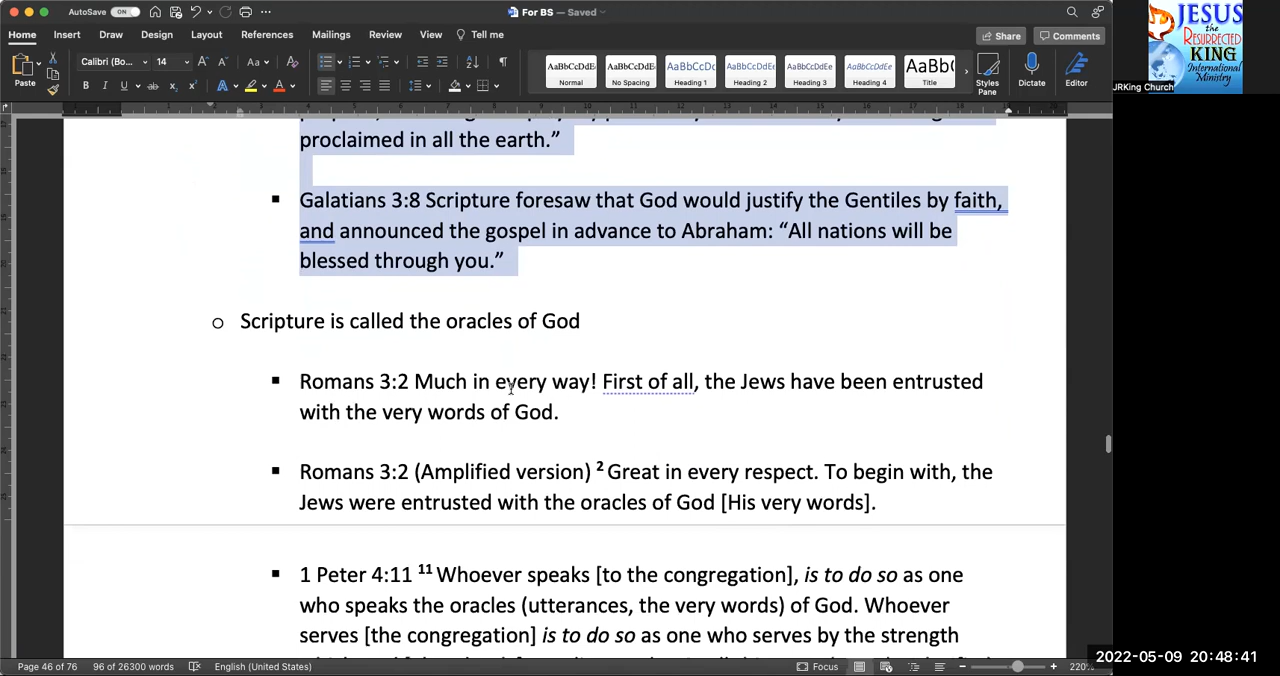 AutoSave ON
For BS — Saved
Home Insert Draw Design Layout References Mailings Review View Tell me
Share Comments
Paste
Calibri (Bo... 14
AaBbCcDdEe AaBbCcDdEe AaBbCcDc AaBbCcDdEe AaBbCcDdEe AaBbCcDdEe AaBb(
Normal No Spacing Heading 1 Heading 2 Heading 3 Heading 4 Title
Styles Pane
Dictate
Editor
JESUS
the
RESURRECTED
KING
International
Ministry
JRKing Church
proclaimed in all the earth.”
▪ Galatians 3:8 Scripture foresaw that God would justify the Gentiles by faith,
and announced the gospel in advance to Abraham: “All nations will be
blessed through you.”
o Scripture is called the oracles of God
▪ Romans 3:2 Much in every way! First of all, the Jews have been entrusted
with the very words of God.
▪ Romans 3:2 (Amplified version) 2 Great in every respect. To begin with, the
Jews were entrusted with the oracles of God [His very words].
▪ 1 Peter 4:11 11 Whoever speaks [to the congregation], is to do so as one
who speaks the oracles (utterances, the very words) of God. Whoever
serves [the congregation] is to do so as one who serves by the strength
Page 46 of 76 96 of 26300 words English (United States) Focus 220%
2022-05-09 20:48:41